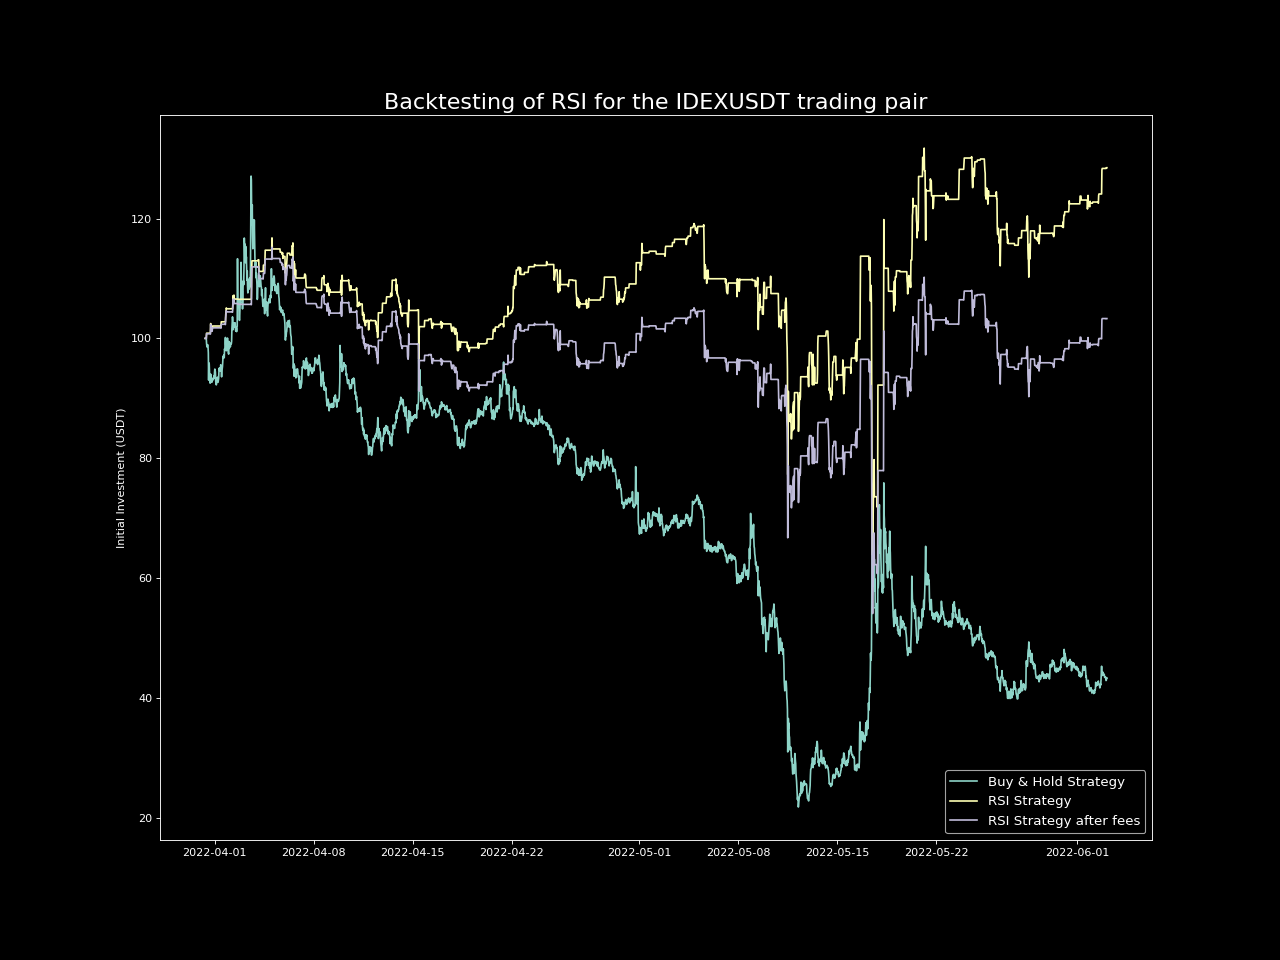 Backtesting of RSI for the IDEXUSDT trading pair
Initial Investment (USDT)
120
100
80
60
40
20
2022-04-01 2022-04-08 2022-04-15 2022-04-22 2022-05-01 2022-05-08 2022-05-15 2022-05-22 2022-06-01
Buy & Hold Strategy
RSI Strategy
RSI Strategy after fees